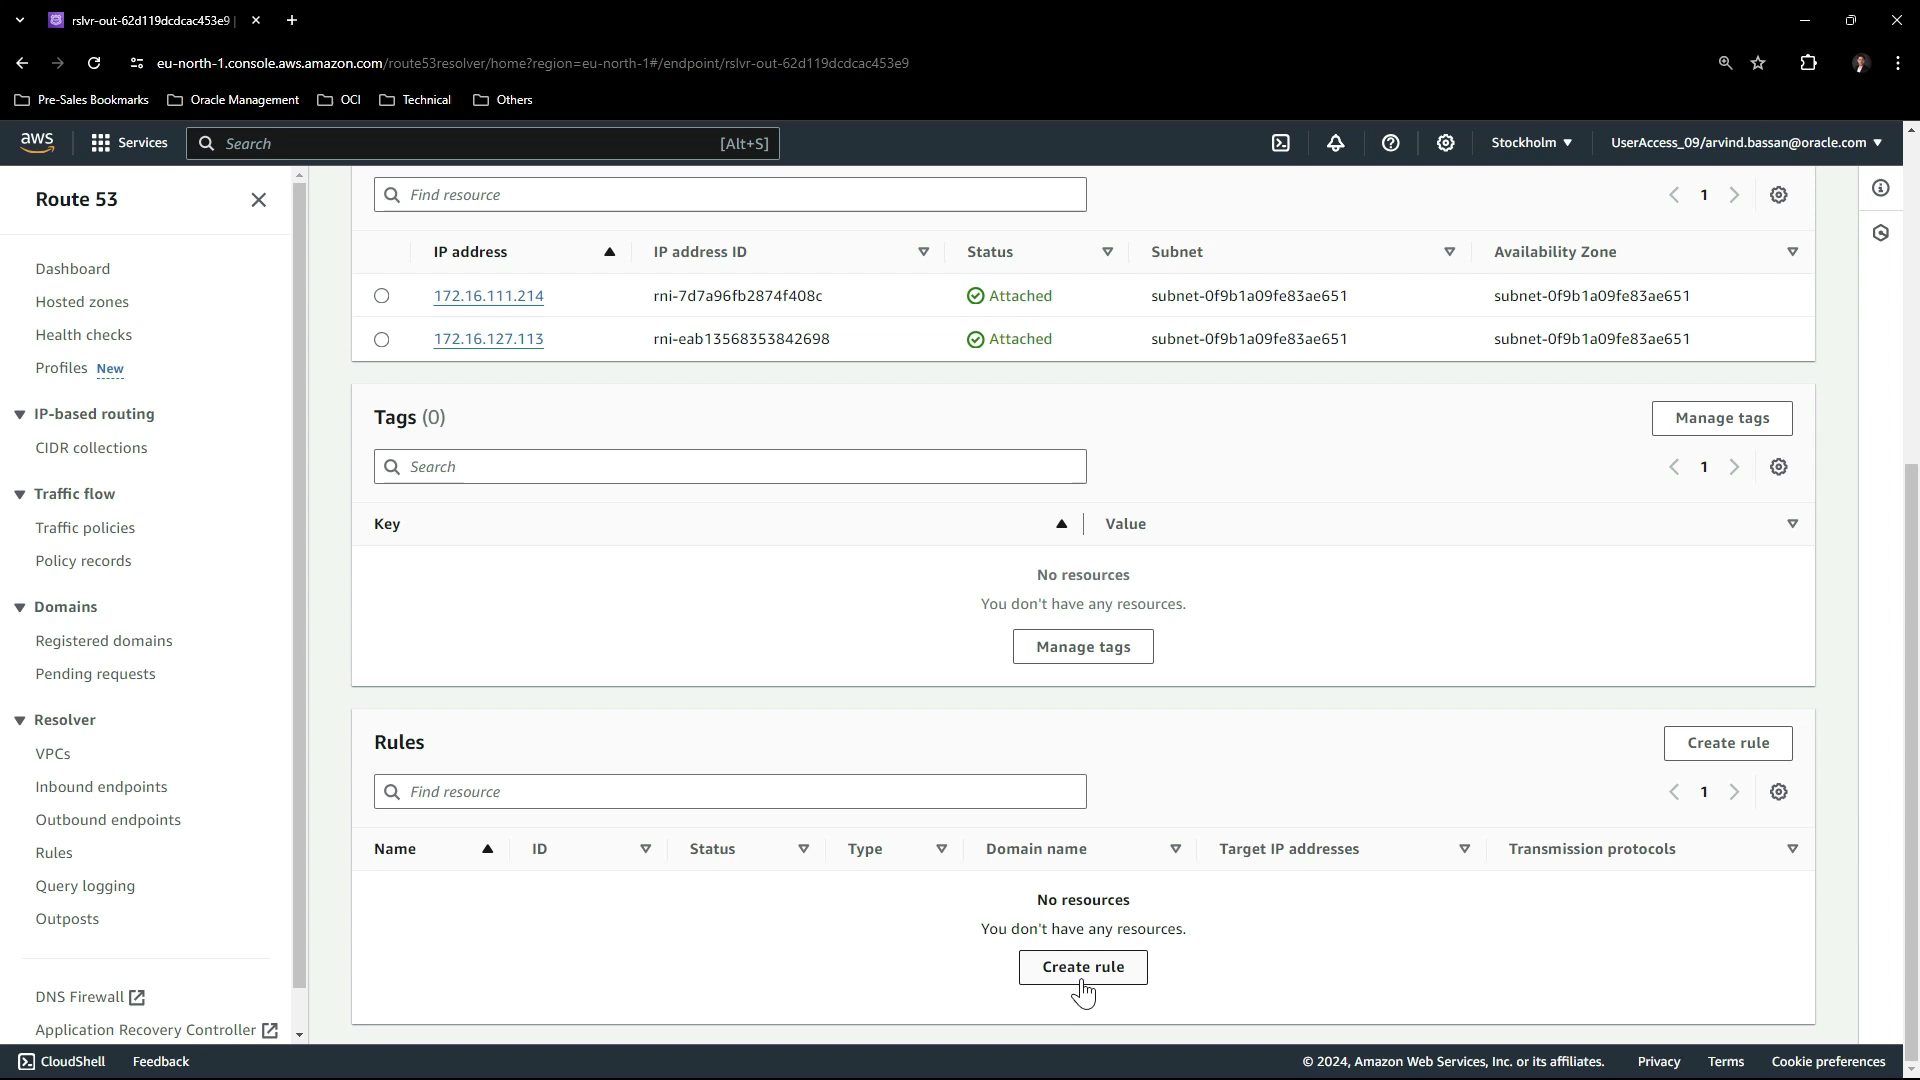 rslvr-out-62d119dcdcac453e9
eu-north-1.console.aws.amazon.com/route53resolver/home?region=eu-north-1#/endpoint/rslvr-out-62d119dcdcac453e9
Pre-Sales Bookmarks Oracle Management OCI Technical Others
aws Services Search [Alt+S] Stockholm UserAccess_09/arvind.bassan@oracle.com
Route 53
Dashboard
Hosted zones
Health checks
Profiles New
IP-based routing
CIDR collections
Traffic flow
Traffic policies
Policy records
Domains
Registered domains
Pending requests
Resolver
VPCs
Inbound endpoints
Outbound endpoints
Rules
Query logging
Outposts
DNS Firewall
Application Recovery Controller
Find resource 1
IP address IP address ID Status Subnet Availability Zone
172.16.111.214 rni-7d7a96fb2874f408c Attached subnet-0f9b1a09fe83ae651 subnet-0f9b1a09fe83ae651
172.16.127.113 rni-eab13568353842698 Attached subnet-0f9b1a09fe83ae651 subnet-0f9b1a09fe83ae651
Tags (0) Manage tags
Search 1
Key Value
No resources
You don't have any resources.
Manage tags
Rules Create rule
Find resource 1
Name ID Status Type Domain name Target IP addresses Transmission protocols
No resources
You don't have any resources.
Create rule
CloudShell Feedback © 2024, Amazon Web Services, Inc. or its affiliates. Privacy Terms Cookie preferences